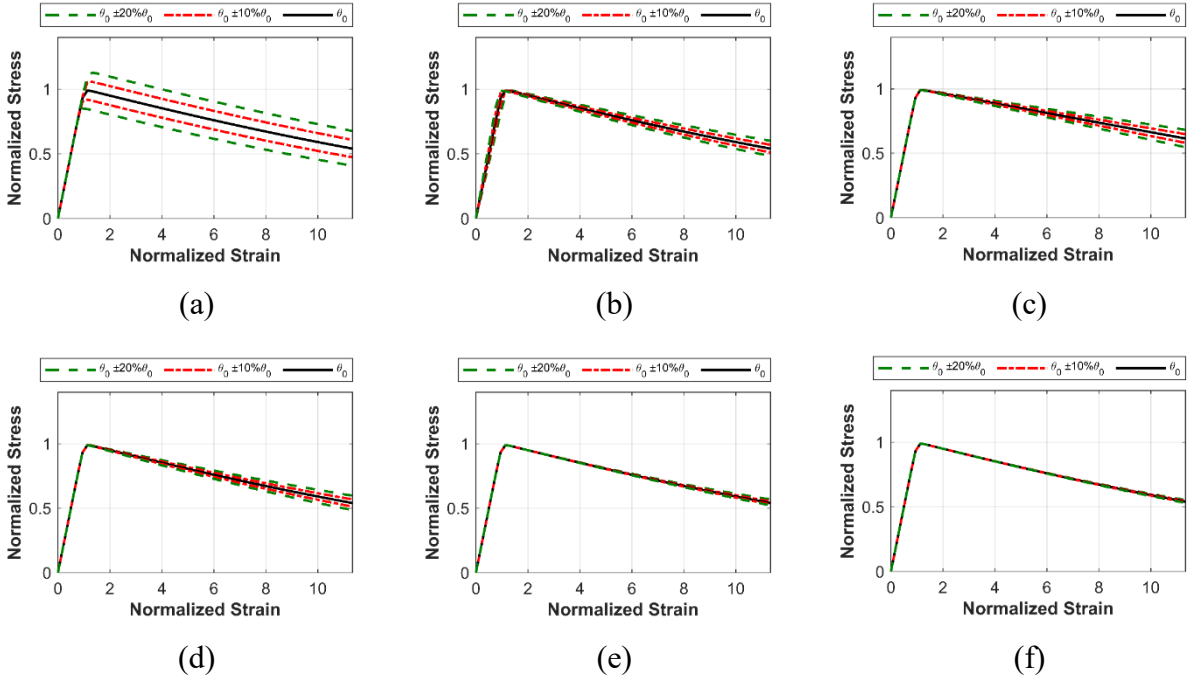 θ₀ ±20%θ₀ θ₀ ±10%θ₀ θ₀
1
0.5
0
0 2 4 6 8 10
Normalized Stress
Normalized Strain
(a)
θ₀ ±20%θ₀ θ₀ ±10%θ₀ θ₀
1
0.5
0
0 2 4 6 8 10
Normalized Stress
Normalized Strain
(b)
θ₀ ±20%θ₀ θ₀ ±10%θ₀ θ₀
1
0.5
0
0 2 4 6 8 10
Normalized Stress
Normalized Strain
(c)
θ₀ ±20%θ₀ θ₀ ±10%θ₀ θ₀
1
0.5
0
0 2 4 6 8 10
Normalized Stress
Normalized Strain
(d)
θ₀ ±20%θ₀ θ₀ ±10%θ₀ θ₀
1
0.5
0
0 2 4 6 8 10
Normalized Stress
Normalized Strain
(e)
θ₀ ±20%θ₀ θ₀ ±10%θ₀ θ₀
1
0.5
0
0 2 4 6 8 10
Normalized Stress
Normalized Strain
(f)